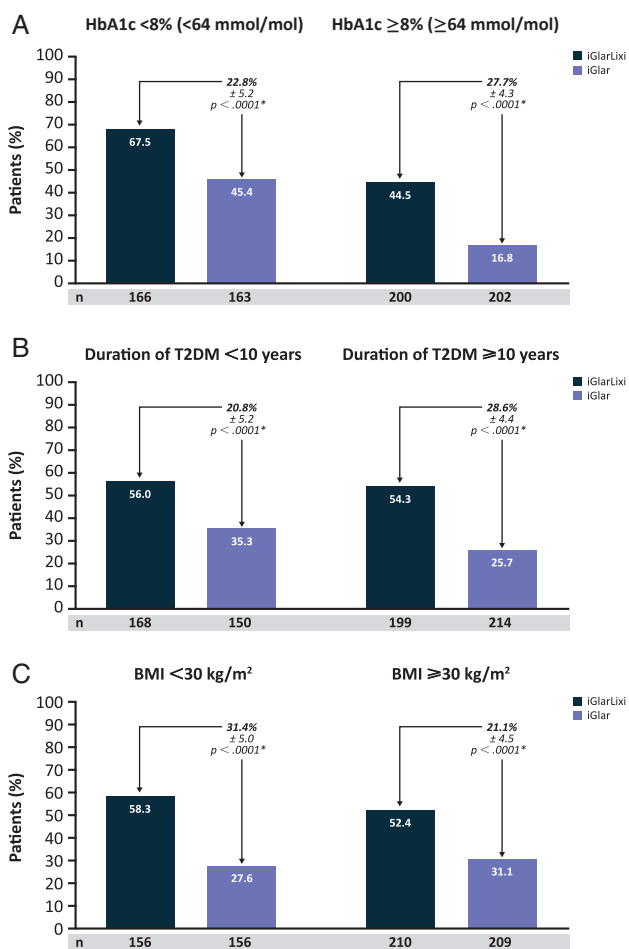 A
HbA1c <8% (<64 mmol/mol)
HbA1c ≥8% (≥64 mmol/mol)
iGlarLixi
iGlar
Patients (%)
100
90
80
70
60
50
40
30
20
10
0
22.8%
± 5.2
p < .0001*
67.5
45.4
27.7%
± 4.3
p < .0001*
44.5
16.8
n 166 163 200 202
B
Duration of T2DM <10 years
Duration of T2DM ⩾10 years
iGlarLixi
iGlar
Patients (%)
100
90
80
70
60
50
40
30
20
10
0
20.8%
± 5.2
p < .0001*
56.0
35.3
28.6%
± 4.4
p < .0001*
54.3
25.7
n 168 150 199 214
C
BMI <30 kg/m²
BMI ⩾30 kg/m²
iGlarLixi
iGlar
Patients (%)
100
90
80
70
60
50
40
30
20
10
0
31.4%
± 5.0
p < .0001*
58.3
27.6
21.1%
± 4.5
p < .0001*
52.4
31.1
n 156 156 210 209